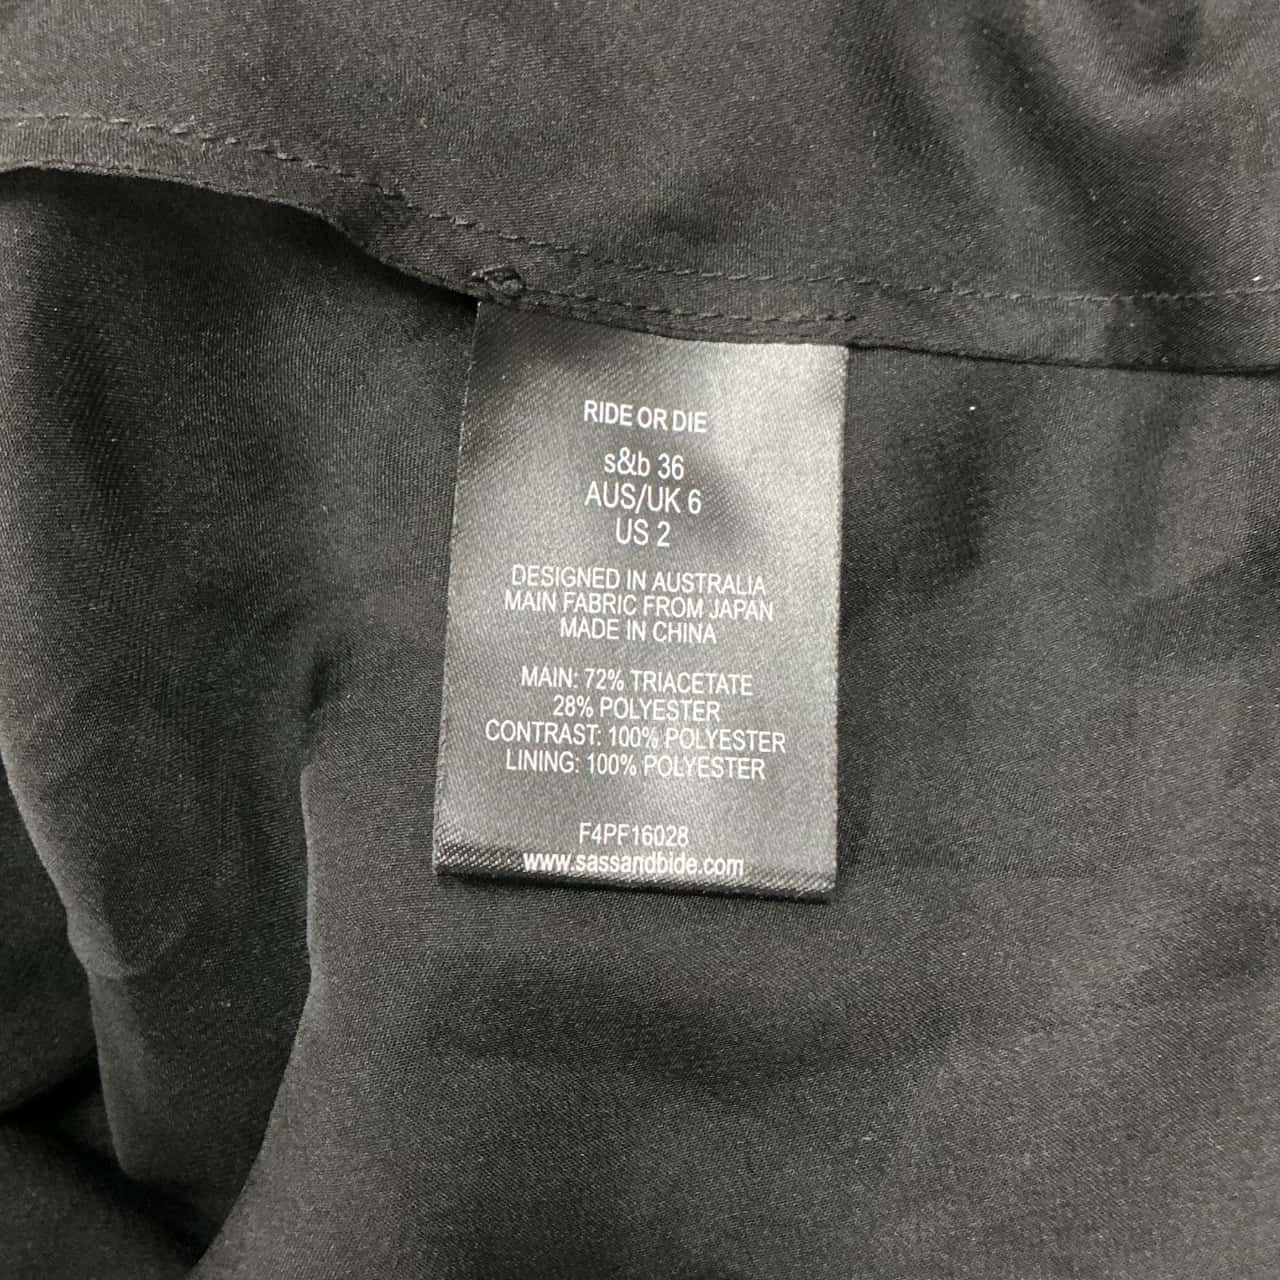 RIDE OR DIE
s&b 36
AUS/UK 6
US 2
DESIGNED IN AUSTRALIA
MAIN FABRIC FROM JAPAN
MADE IN CHINA
MAIN: 72% TRIACETATE
28% POLYESTER
CONTRAST: 100% POLYESTER
LINING: 100% POLYESTER
F4PF16028
www.sassandbide.com